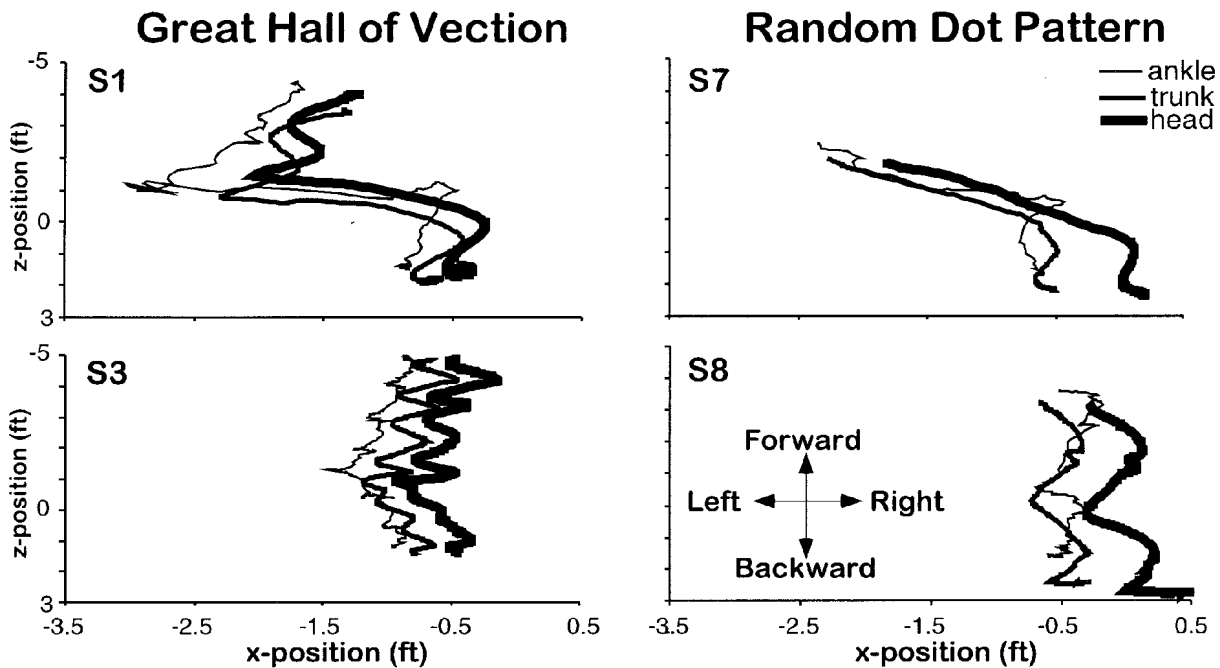 Great Hall of Vection
Random Dot Pattern
-5
S1
z-position (ft)
0
3
S7
ankle
trunk
head
-5
S3
z-position (ft)
0
3
-3.5 -2.5 -1.5 -0.5 0.5
x-position (ft)
S8
Forward
Left Right
Backward
-3.5 -2.5 -1.5 -0.5 0.5
x-position (ft)